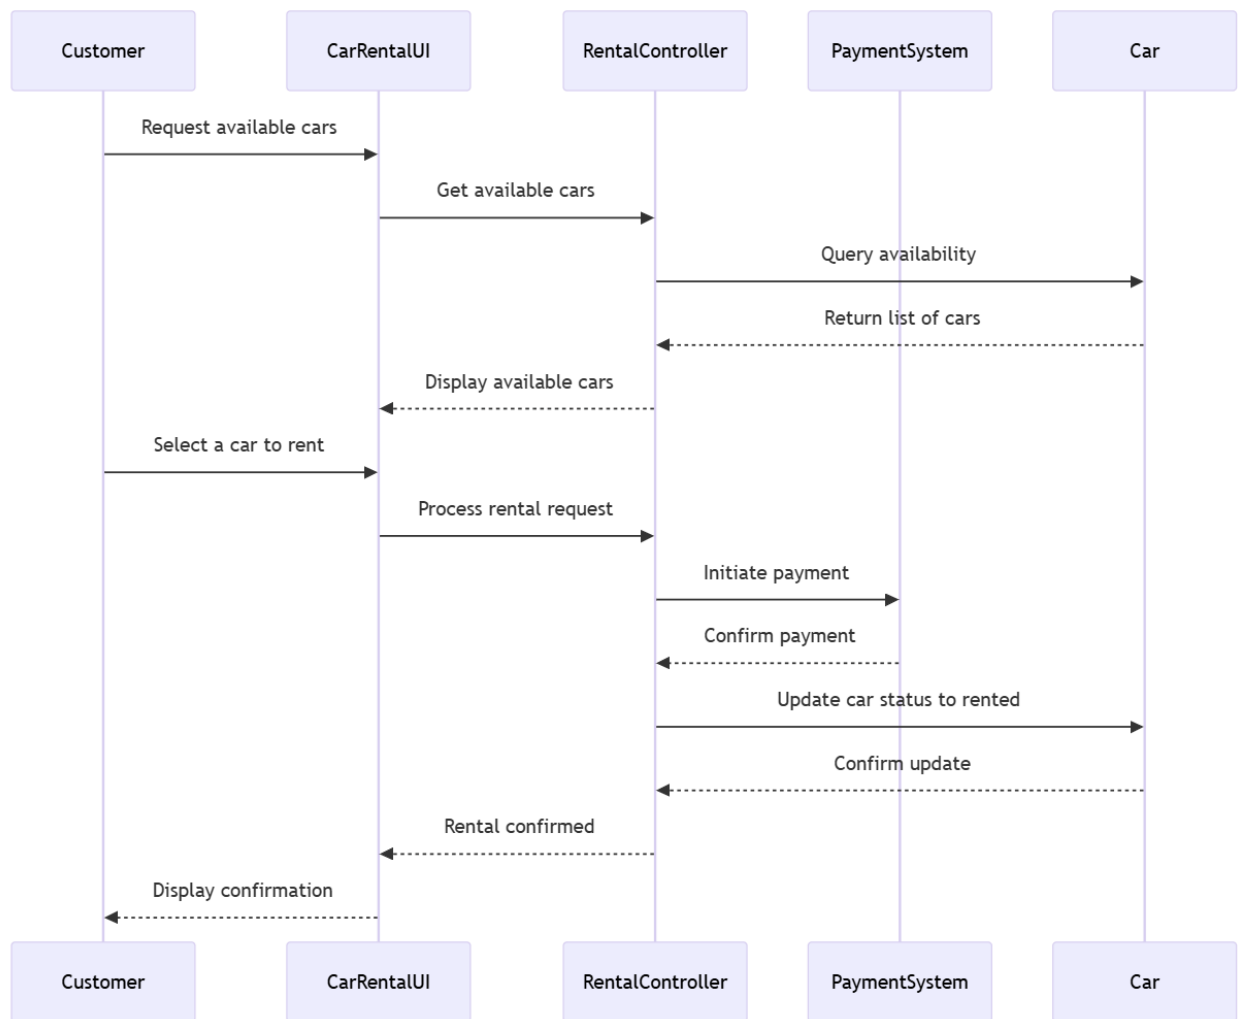 Customer
CarRentalUI
RentalController
PaymentSystem
Car
Request available cars
Get available cars
Query availability
Return list of cars
Display available cars
Select a car to rent
Process rental request
Initiate payment
Confirm payment
Update car status to rented
Confirm update
Rental confirmed
Display confirmation
Customer
CarRentalUI
RentalController
PaymentSystem
Car